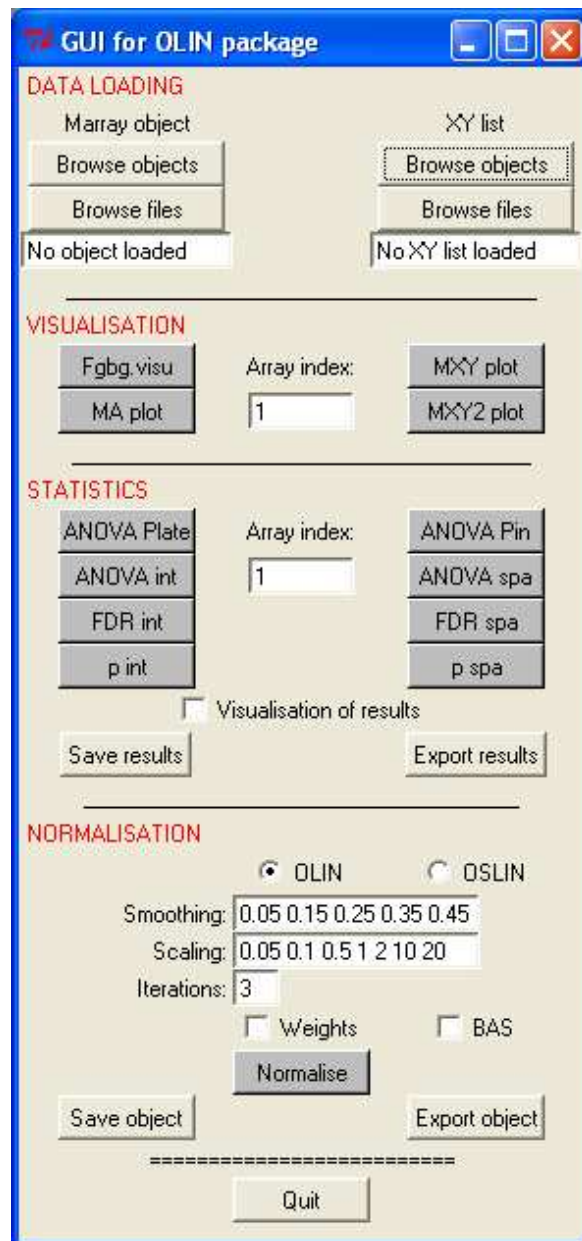 GUI for OLIN package
DATA LOADING
Marray object XY list
Browse objects Browse objects
Browse files Browse files
No object loaded No XY list loaded
VISUALISATION
Fgbg.visu Array index: MXY plot
MA plot 1 MXY2 plot
STATISTICS
ANOVA Plate Array index: ANOVA Pin
ANOVA int 1 ANOVA spa
FDR int FDR spa
p int p spa
Visualisation of results
Save results Export results
NORMALISATION
OLIN OSLIN
Smoothing: 0.05 0.15 0.25 0.35 0.45
Scaling: 0.05 0.1 0.5 1 2 10 20
Iterations: 3
Weights BAS
Normalise
Save object Export object
==========================
Quit